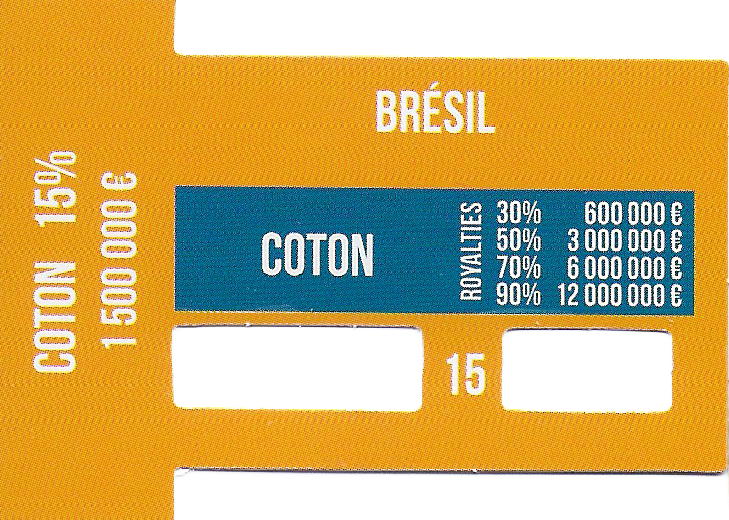 COTON 15%
1 500 000 €
BRÉSIL
COTON
ROYALTIES
30% 600 000 €
50% 3 000 000 €
70% 6 000 000 €
90% 12 000 000 €
15